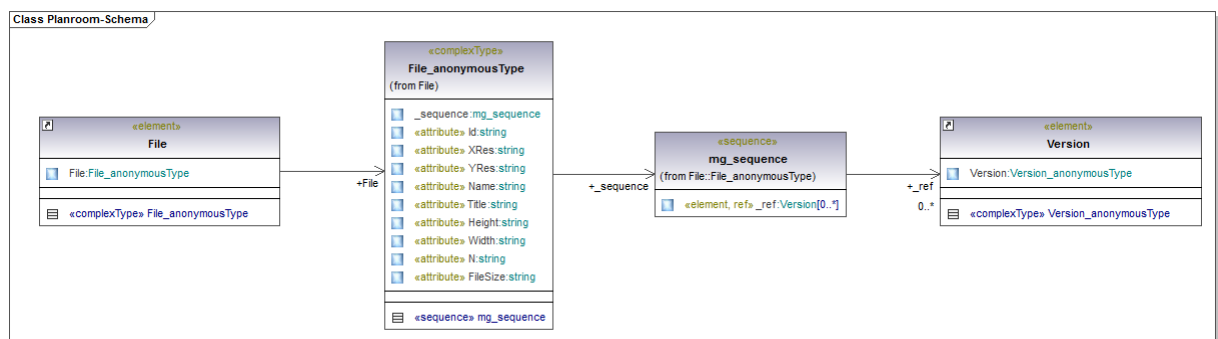 Class Planroom-Schema
«element»
File
File:File_anonymousType
«complexType» File_anonymousType
+File
«complexType»
File_anonymousType
(from File)
_sequence:mg_sequence
«attribute» Id:string
«attribute» XRes:string
«attribute» YRes:string
«attribute» Name:string
«attribute» Title:string
«attribute» Height:string
«attribute» Width:string
«attribute» N:string
«attribute» FileSize:string
«sequence» mg_sequence
+_sequence
«sequence»
mg_sequence
(from File::File_anonymousType)
«element, ref» _ref:Version[0..*]
+_ref
0..*
«element»
Version
Version:Version_anonymousType
«complexType» Version_anonymousType